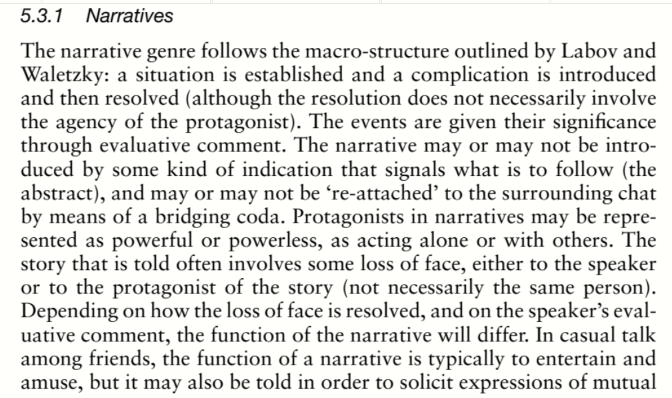 5.3.1 Narratives
The narrative genre follows the macro-structure outlined by Labov and
Waletzky: a situation is established and a complication is introduced
and then resolved (although the resolution does not necessarily involve
the agency of the protagonist). The events are given their significance
through evaluative comment. The narrative may or may not be intro-
duced by some kind of indication that signals what is to follow (the
abstract), and may or may not be ‘re-attached’ to the surrounding chat
by means of a bridging coda. Protagonists in narratives may be repre-
sented as powerful or powerless, as acting alone or with others. The
story that is told often involves some loss of face, either to the speaker
or to the protagonist of the story (not necessarily the same person).
Depending on how the loss of face is resolved, and on the speaker’s eval-
uative comment, the function of the narrative will differ. In casual talk
among friends, the function of a narrative is typically to entertain and
amuse, but it may also be told in order to solicit expressions of mutual